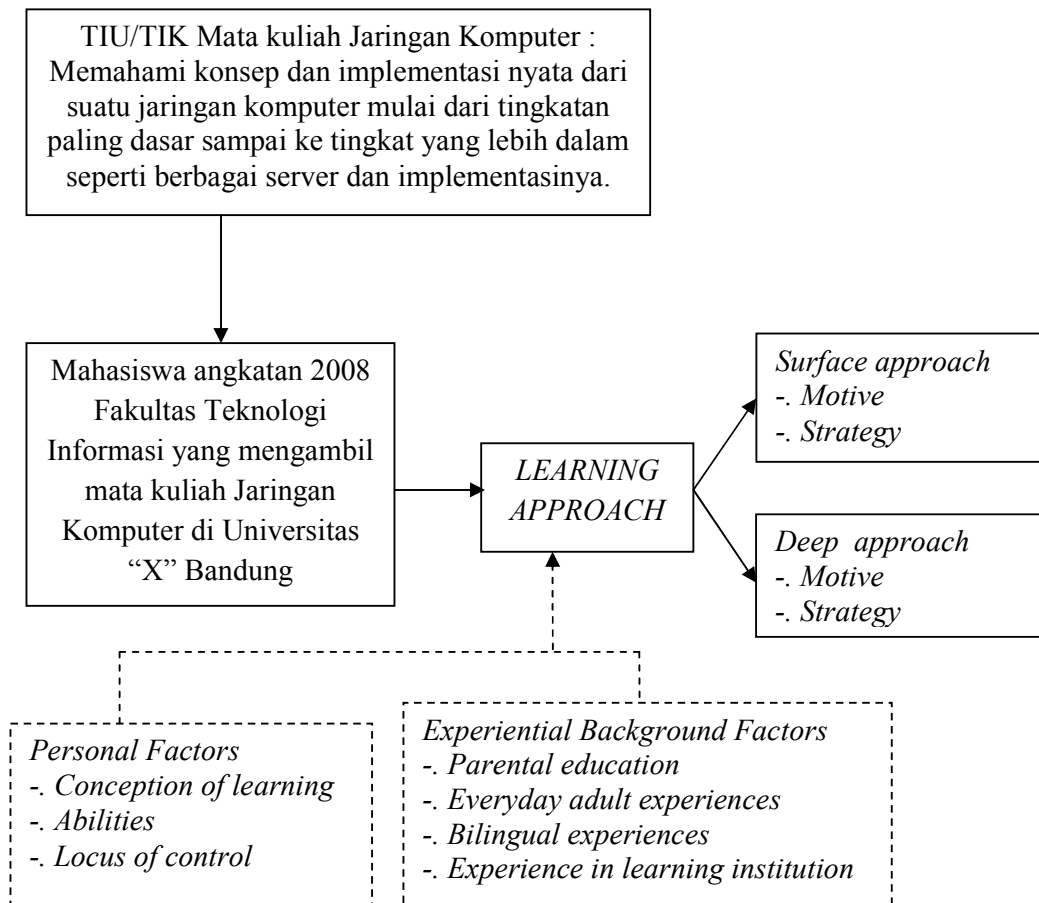 TIU/TIK Mata kuliah Jaringan Komputer :
Memahami konsep dan implementasi nyata dari
suatu jaringan komputer mulai dari tingkatan
paling dasar sampai ke tingkat yang lebih dalam
seperti berbagai server dan implementasinya.
Mahasiswa angkatan 2008
Fakultas Teknologi
Informasi yang mengambil
mata kuliah Jaringan
Komputer di Universitas
“X” Bandung
LEARNING
APPROACH
Surface approach
-. Motive
-. Strategy
Deep approach
-. Motive
-. Strategy
Personal Factors
-. Conception of learning
-. Abilities
-. Locus of control
Experiential Background Factors
-. Parental education
-. Everyday adult experiences
-. Bilingual experiences
-. Experience in learning institution